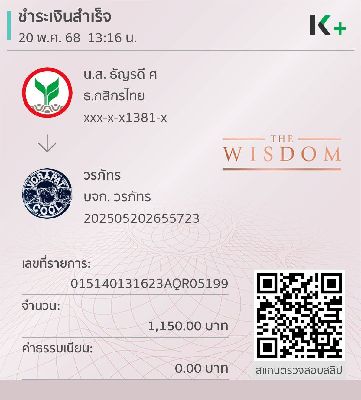 ชำระเงินสำเร็จ
20 พ.ค. 68 13:16 น.
K+
น.ส. ธัญรดี ศ
ธ.กสิกรไทย
xxx-x-x1381-x
THE
WISDOM
VORAPAT
COOL
วรภัทร
บจก. วรภัทร
202505202655723
เลขที่รายการ:
015140131623AQR05199
จำนวน:
1,150.00 บาท
ค่าธรรมเนียม:
0.00 บาท
สแกนตรวจสอบสลิป